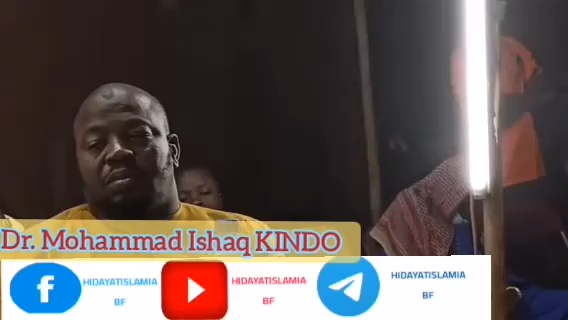 Dr. Mohammad Ishaq KINDO
HIDAYATISLAMIA
BF
HIDAYATISLAMIA
BF
HIDAYATISLAMIA
BF